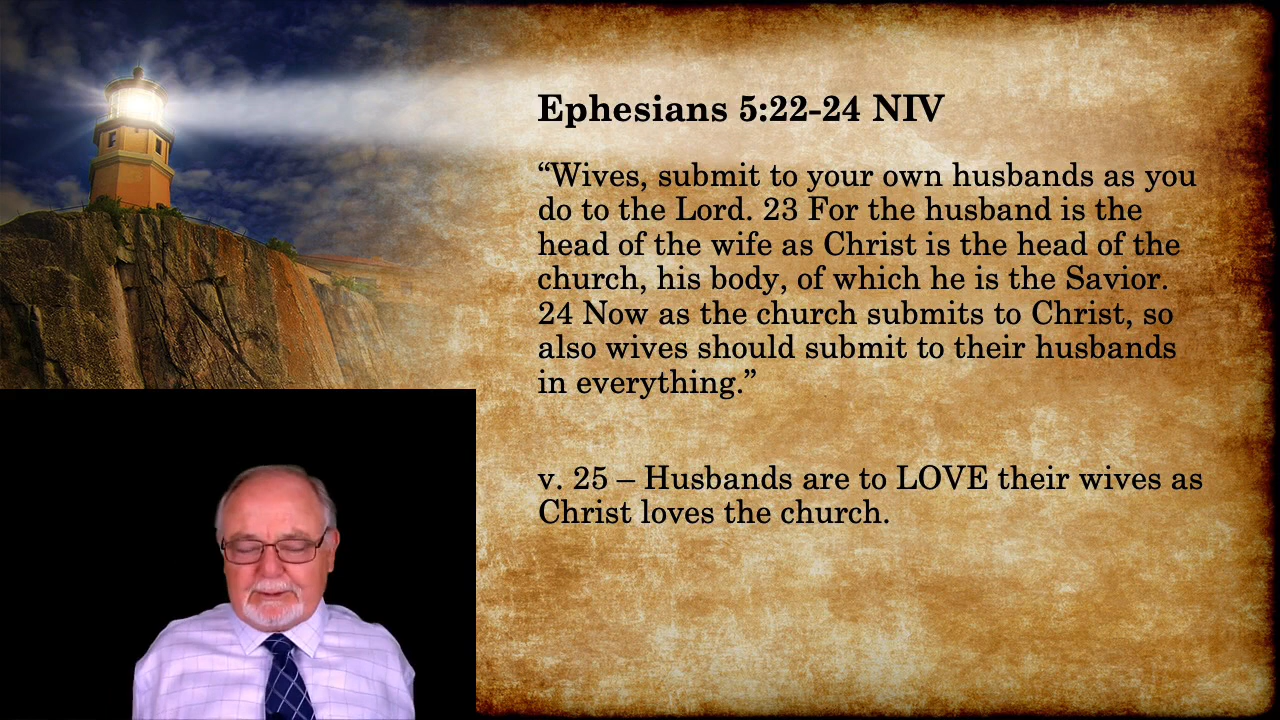 Ephesians 5:22-24 NIV
“Wives, submit to your own husbands as you
do to the Lord. 23 For the husband is the
head of the wife as Christ is the head of the
church, his body, of which he is the Savior.
24 Now as the church submits to Christ, so
also wives should submit to their husbands
in everything.”
v. 25 – Husbands are to LOVE their wives as
Christ loves the church.